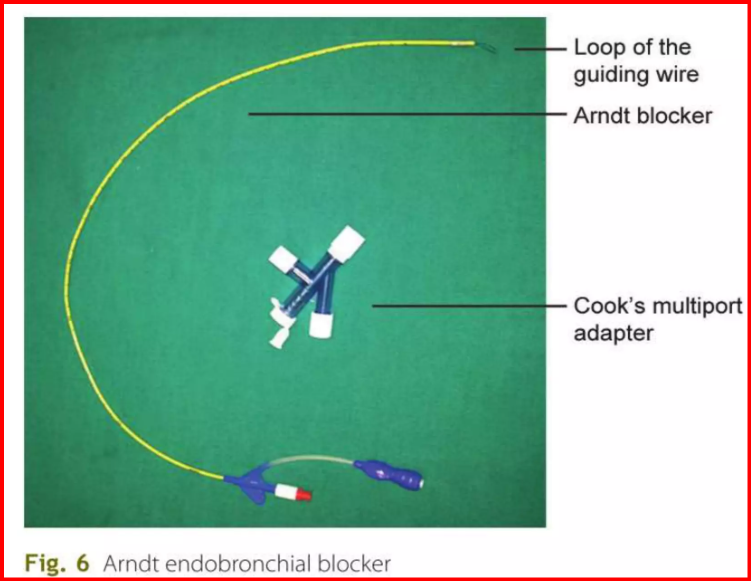 Loop of the
guiding wire
Arndt blocker
Cook's multiport
adapter
Fig. 6 Arndt endobronchial blocker